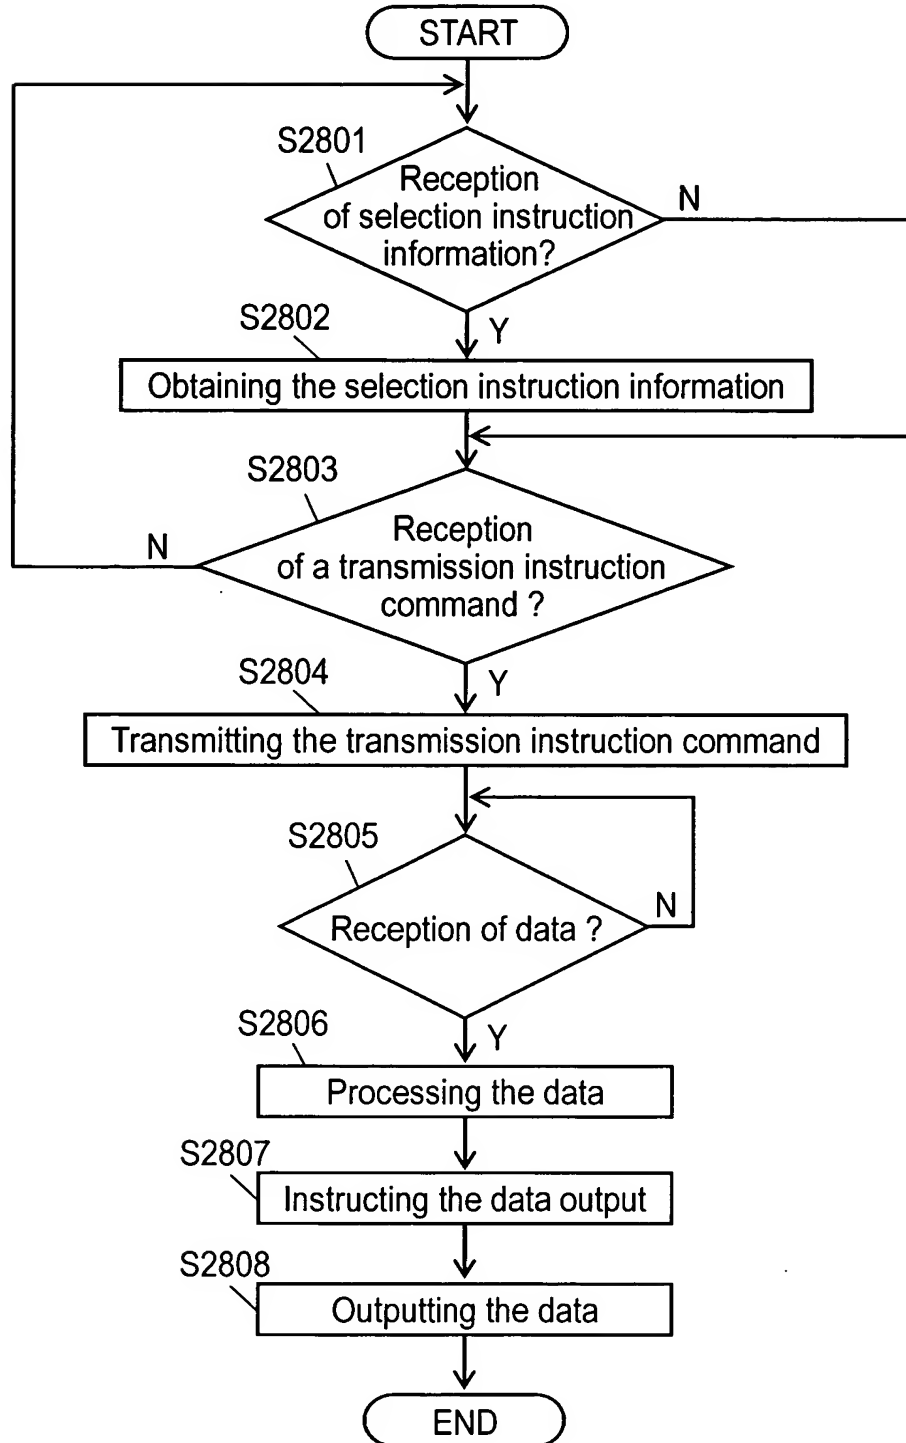 START
S2801
Reception
of selection instruction
information?
N
S2802
Y
Obtaining the selection instruction information
S2803
Reception
of a transmission instruction
command ?
N
S2804
Y
Transmitting the transmission instruction command
S2805
Reception of data ?
N
S2806
Y
Processing the data
S2807
Instructing the data output
S2808
Outputting the data
END